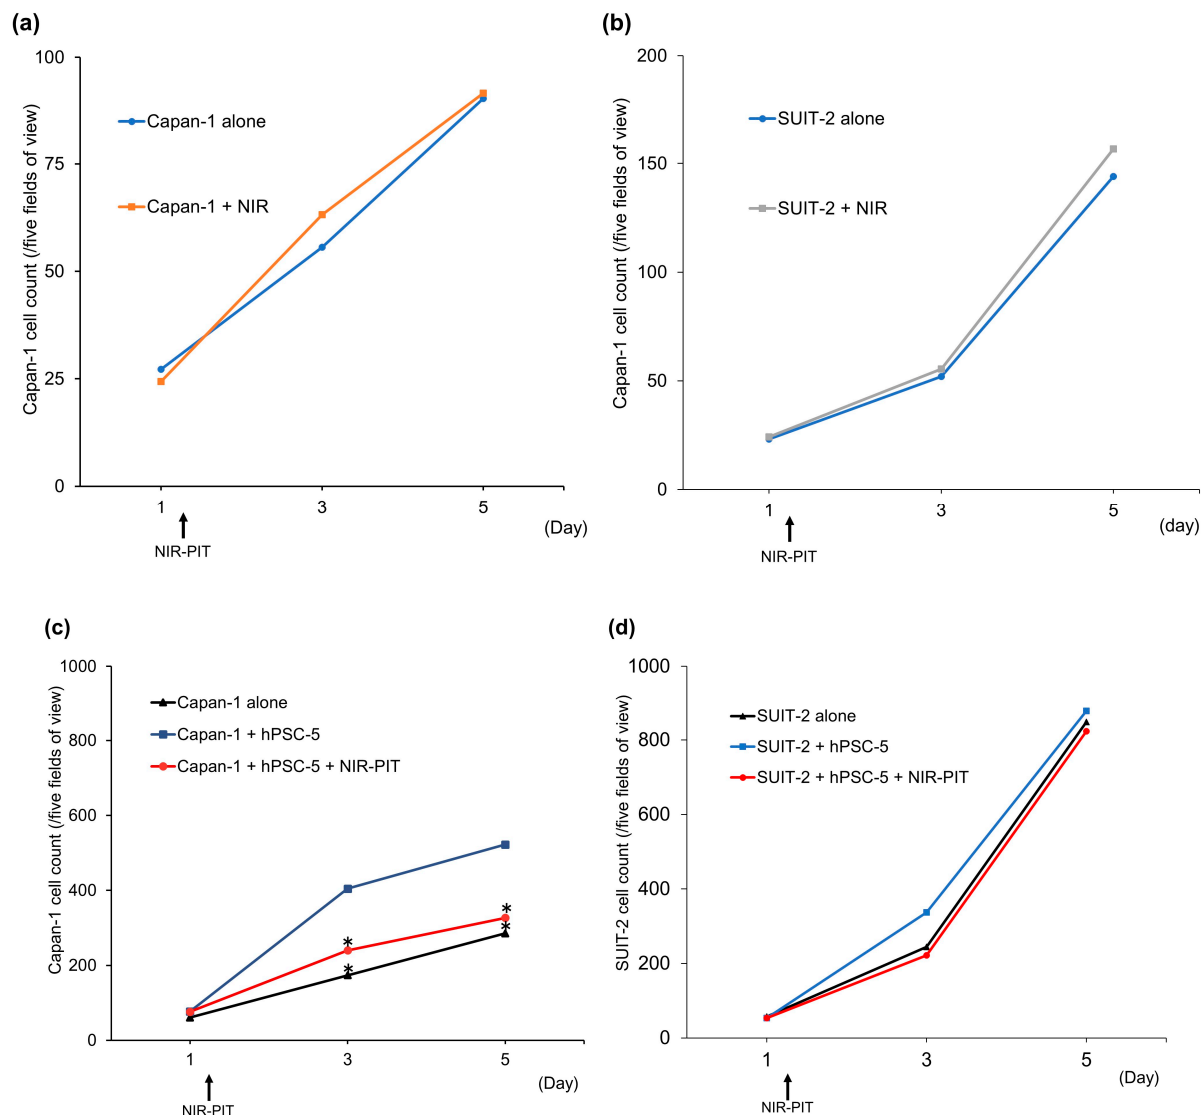 (a)
Capan-1 cell count (/five fields of view)
100
75
50
25
0
Capan-1 alone
Capan-1 + NIR
1 3 5
(Day)
NIR-PIT
(b)
Capan-1 cell count (/five fields of view)
200
150
100
50
0
SUIT-2 alone
SUIT-2 + NIR
1 3 5
(day)
NIR-PIT
(c)
Capan-1 cell count (/five fields of view)
1000
800
600
400
200
0
Capan-1 alone
Capan-1 + hPSC-5
Capan-1 + hPSC-5 + NIR-PIT
*
*
*
*
1 3 5
(Day)
NIR-PIT
(d)
SUIT-2 cell count (/five fields of view)
1000
800
600
400
200
0
SUIT-2 alone
SUIT-2 + hPSC-5
SUIT-2 + hPSC-5 + NIR-PIT
1 3 5
(Day)
NIR-PIT